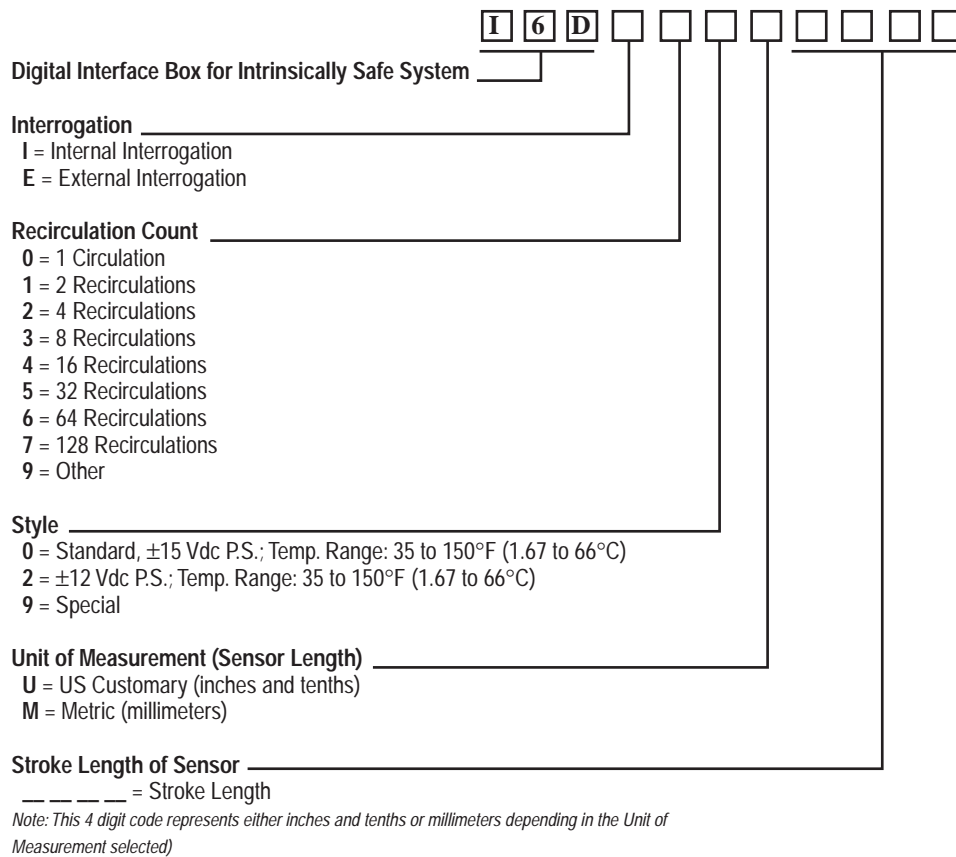 I 6 D
Digital Interface Box for Intrinsically Safe System
Interrogation
I = Internal Interrogation
E = External Interrogation
Recirculation Count
0 = 1 Circulation
1 = 2 Recirculations
2 = 4 Recirculations
3 = 8 Recirculations
4 = 16 Recirculations
5 = 32 Recirculations
6 = 64 Recirculations
7 = 128 Recirculations
9 = Other
Style
0 = Standard, ±15 Vdc P.S.; Temp. Range: 35 to 150°F (1.67 to 66°C)
2 = ±12 Vdc P.S.; Temp. Range: 35 to 150°F (1.67 to 66°C)
9 = Special
Unit of Measurement (Sensor Length)
U = US Customary (inches and tenths)
M = Metric (millimeters)
Stroke Length of Sensor
__ __ __ __ = Stroke Length
Note: This 4 digit code represents either inches and tenths or millimeters depending in the Unit of
Measurement selected)